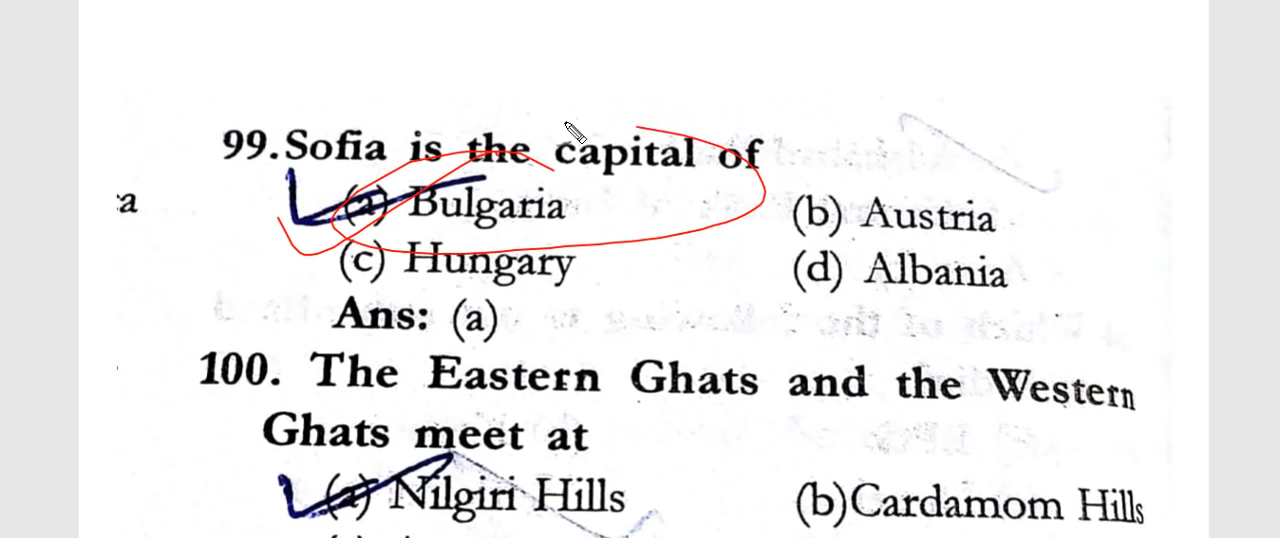 99. Sofia is the capital of
:a
(a) Bulgaria (b) Austria
(c) Hungary (d) Albania
Ans: (a)
100. The Eastern Ghats and the Western
Ghats meet at
(a) Nilgiri Hills (b)Cardamom Hills